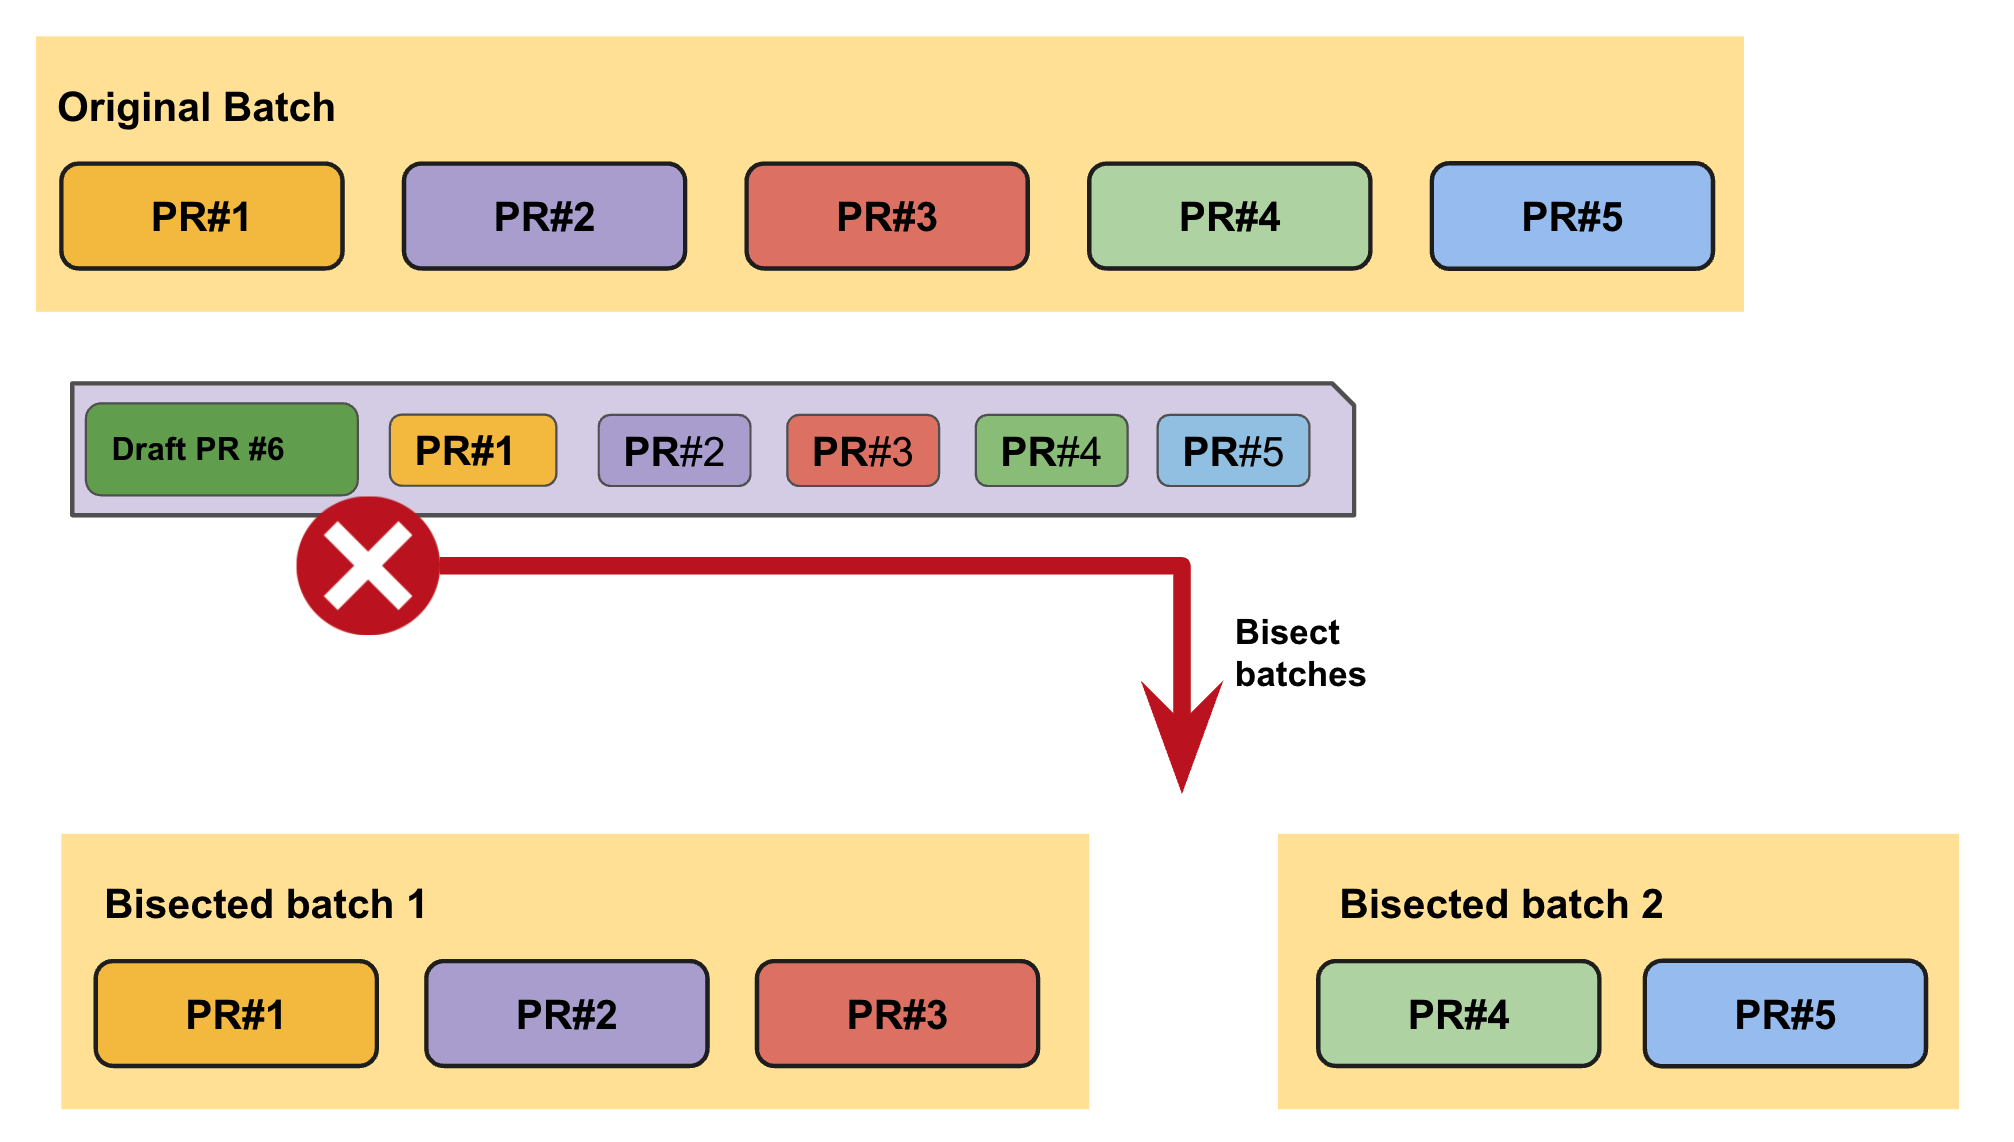 Original Batch
PR#1 PR#2 PR#3 PR#4 PR#5
Draft PR #6 PR#1 PR#2 PR#3 PR#4 PR#5
Bisect
batches
Bisected batch 1
PR#1 PR#2 PR#3
Bisected batch 2
PR#4 PR#5